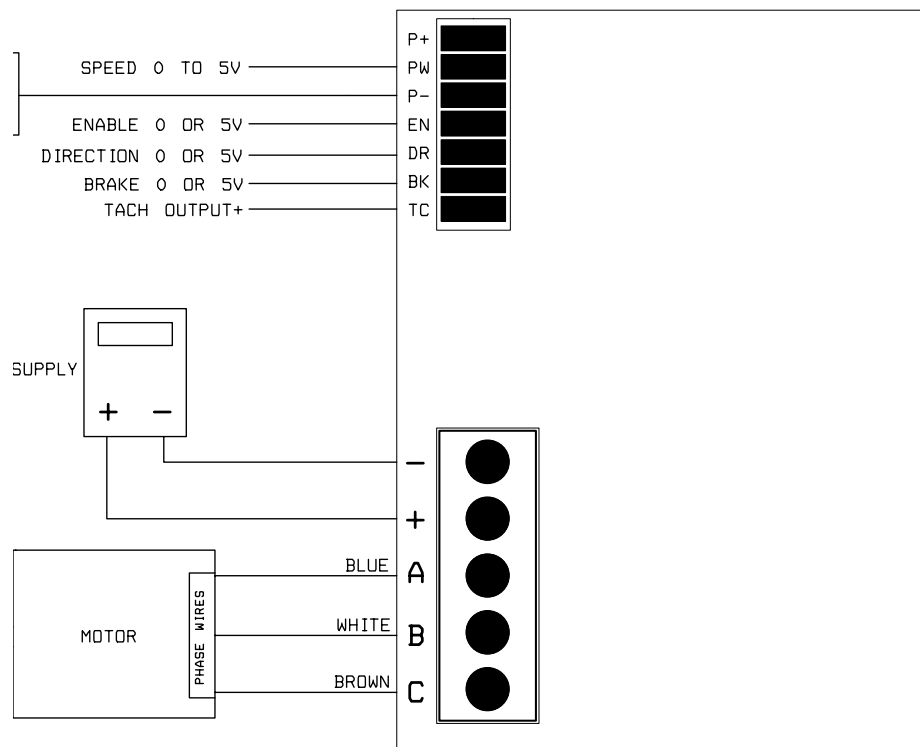 P+
SPEED 0 TO 5V PW
P-
ENABLE 0 OR 5V EN
DIRECTION 0 OR 5V DR
BRAKE 0 OR 5V BK
TACH OUTPUT+ TC
SUPPLY
+ −
−
+
BLUE A
MOTOR
PHASE WIRES
WHITE B
BROWN C